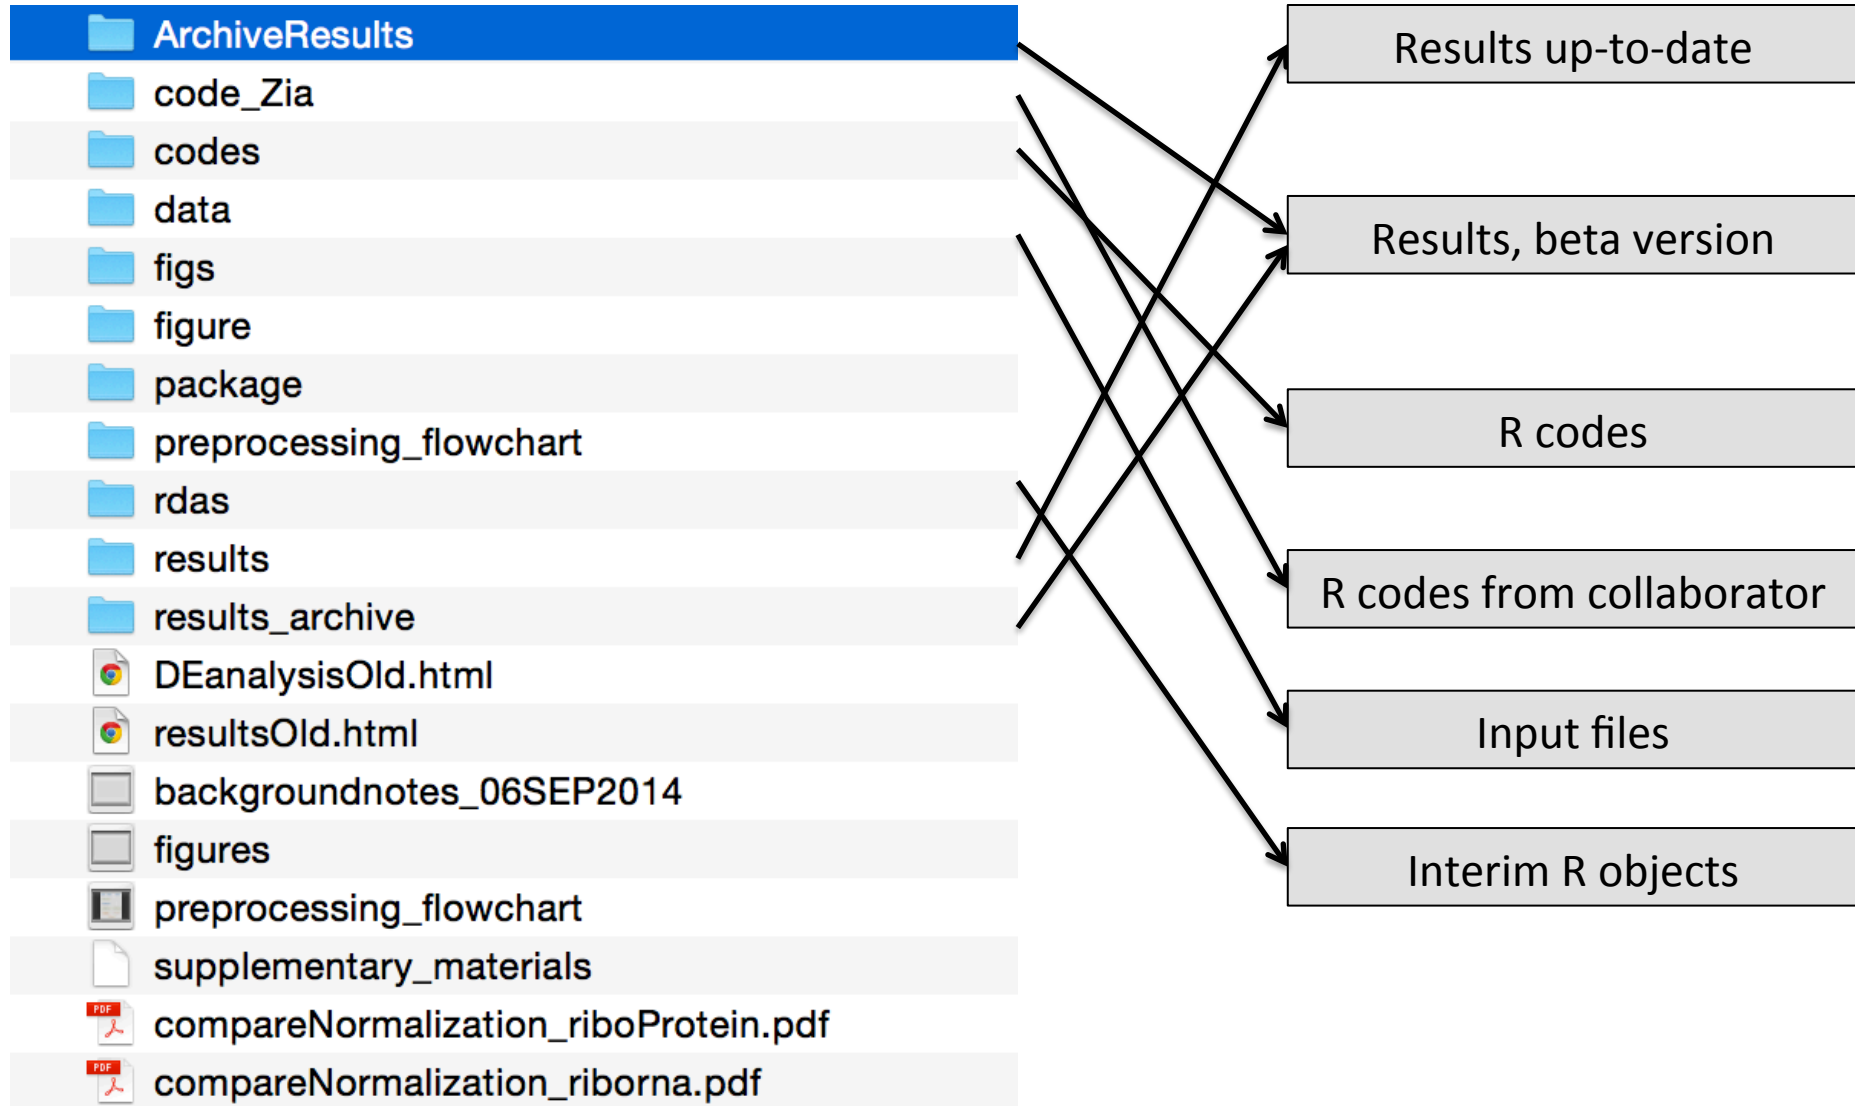 ArchiveResults
code_Zia
codes
data
figs
figure
package
preprocessing_flowchart
rdas
results
results_archive
DEanalysisOld.html
resultsOld.html
backgroundnotes_06SEP2014
figures
preprocessing_flowchart
supplementary_materials
PDF
compareNormalization_riboProtein.pdf
PDF
compareNormalization_riborna.pdf
Results up-to-date
Results, beta version
R codes
R codes from collaborator
Input files
Interim R objects